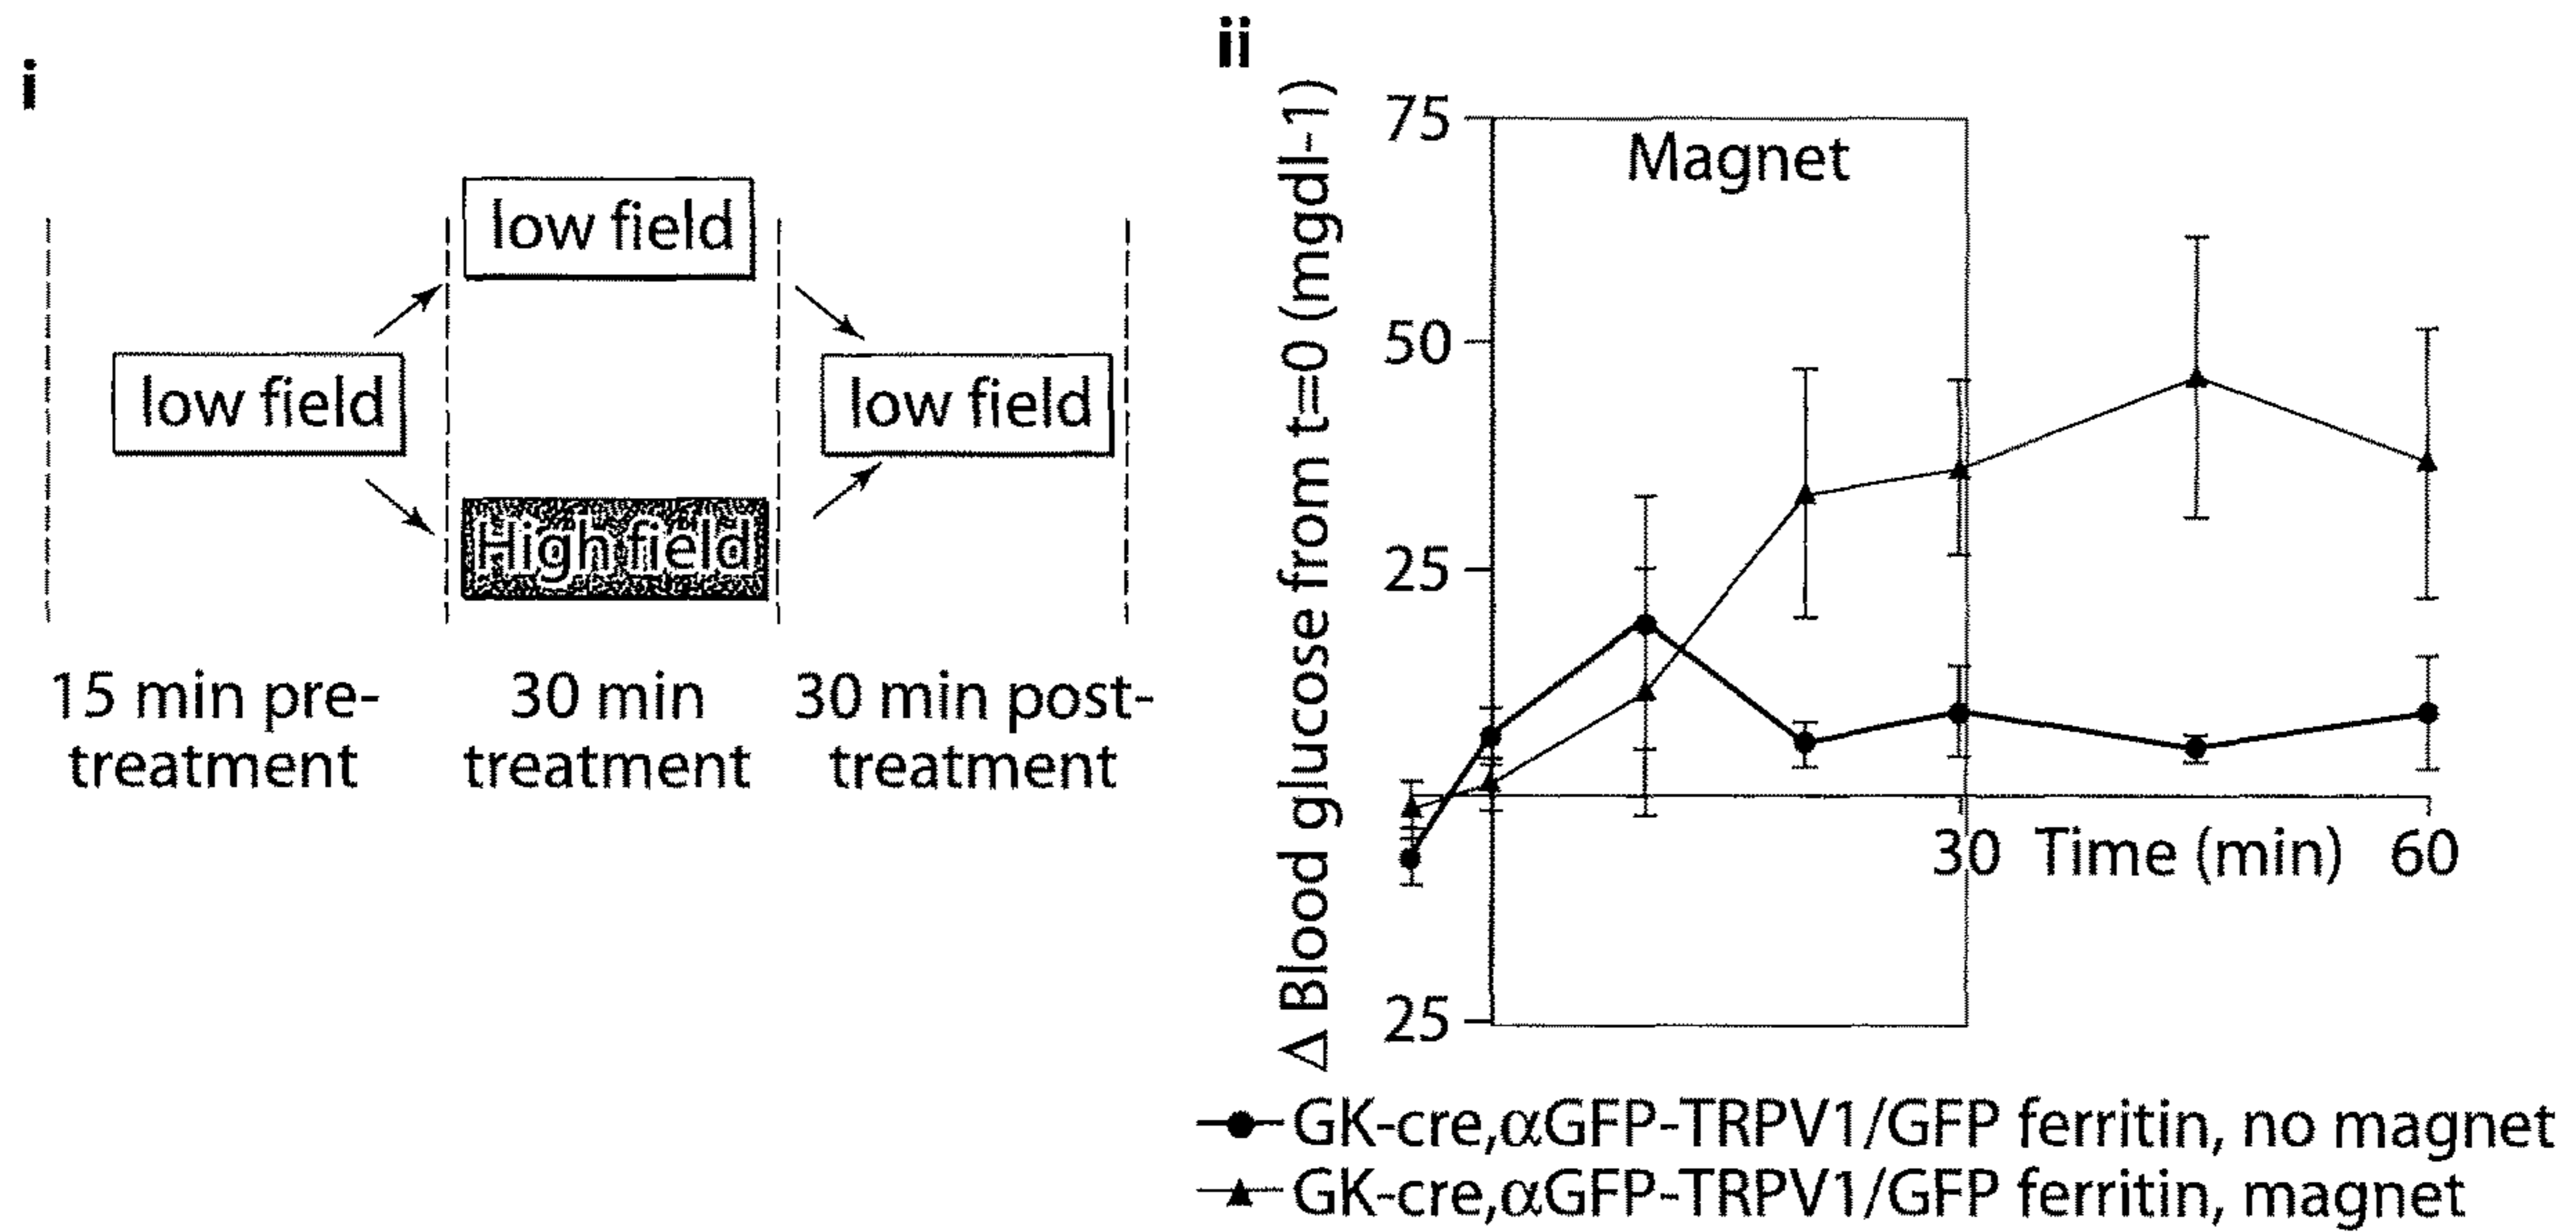 i
low field
low field
low field
High field
15 min pre-
treatment
30 min
treatment
30 min post-
treatment
ii
Δ Blood glucose from t=0 (mgdl-1)
75
50
25
25
Magnet
30
Time (min)
60
GK-cre,αGFP-TRPV1/GFP ferritin, no magnet
GK-cre,αGFP-TRPV1/GFP ferritin, magnet